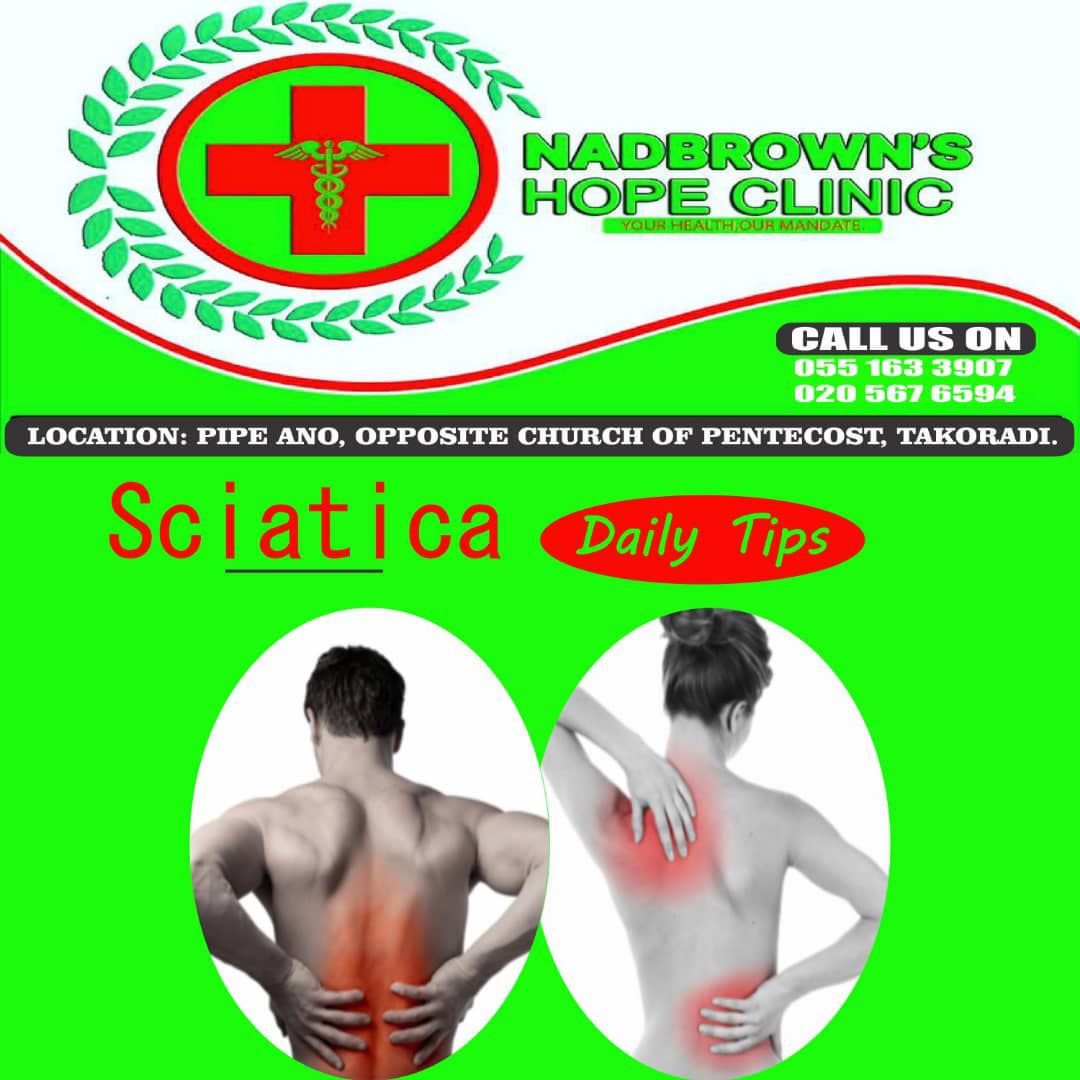 NADBROWN'S
HOPE CLINIC
YOUR HEALTH,OUR MANDATE.
CALL US ON
055 163 3907
020 567 6594
LOCATION: PIPE ANO, OPPOSITE CHURCH OF PENTECOST, TAKORADI.
Sciatica Daily Tips